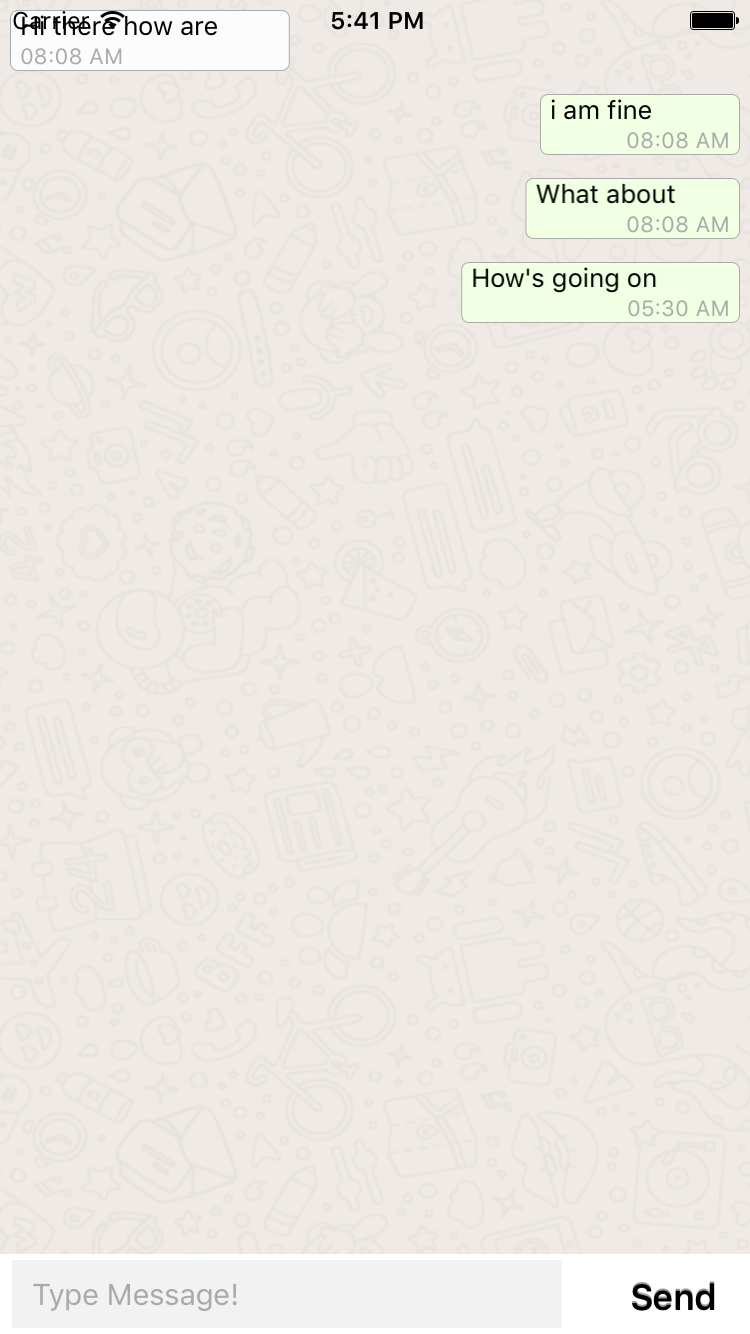 Carrier 5:41 PM
Hi there how are
08:08 AM
i am fine
08:08 AM
What about
08:08 AM
How's going on
05:30 AM
Type Message!
Send